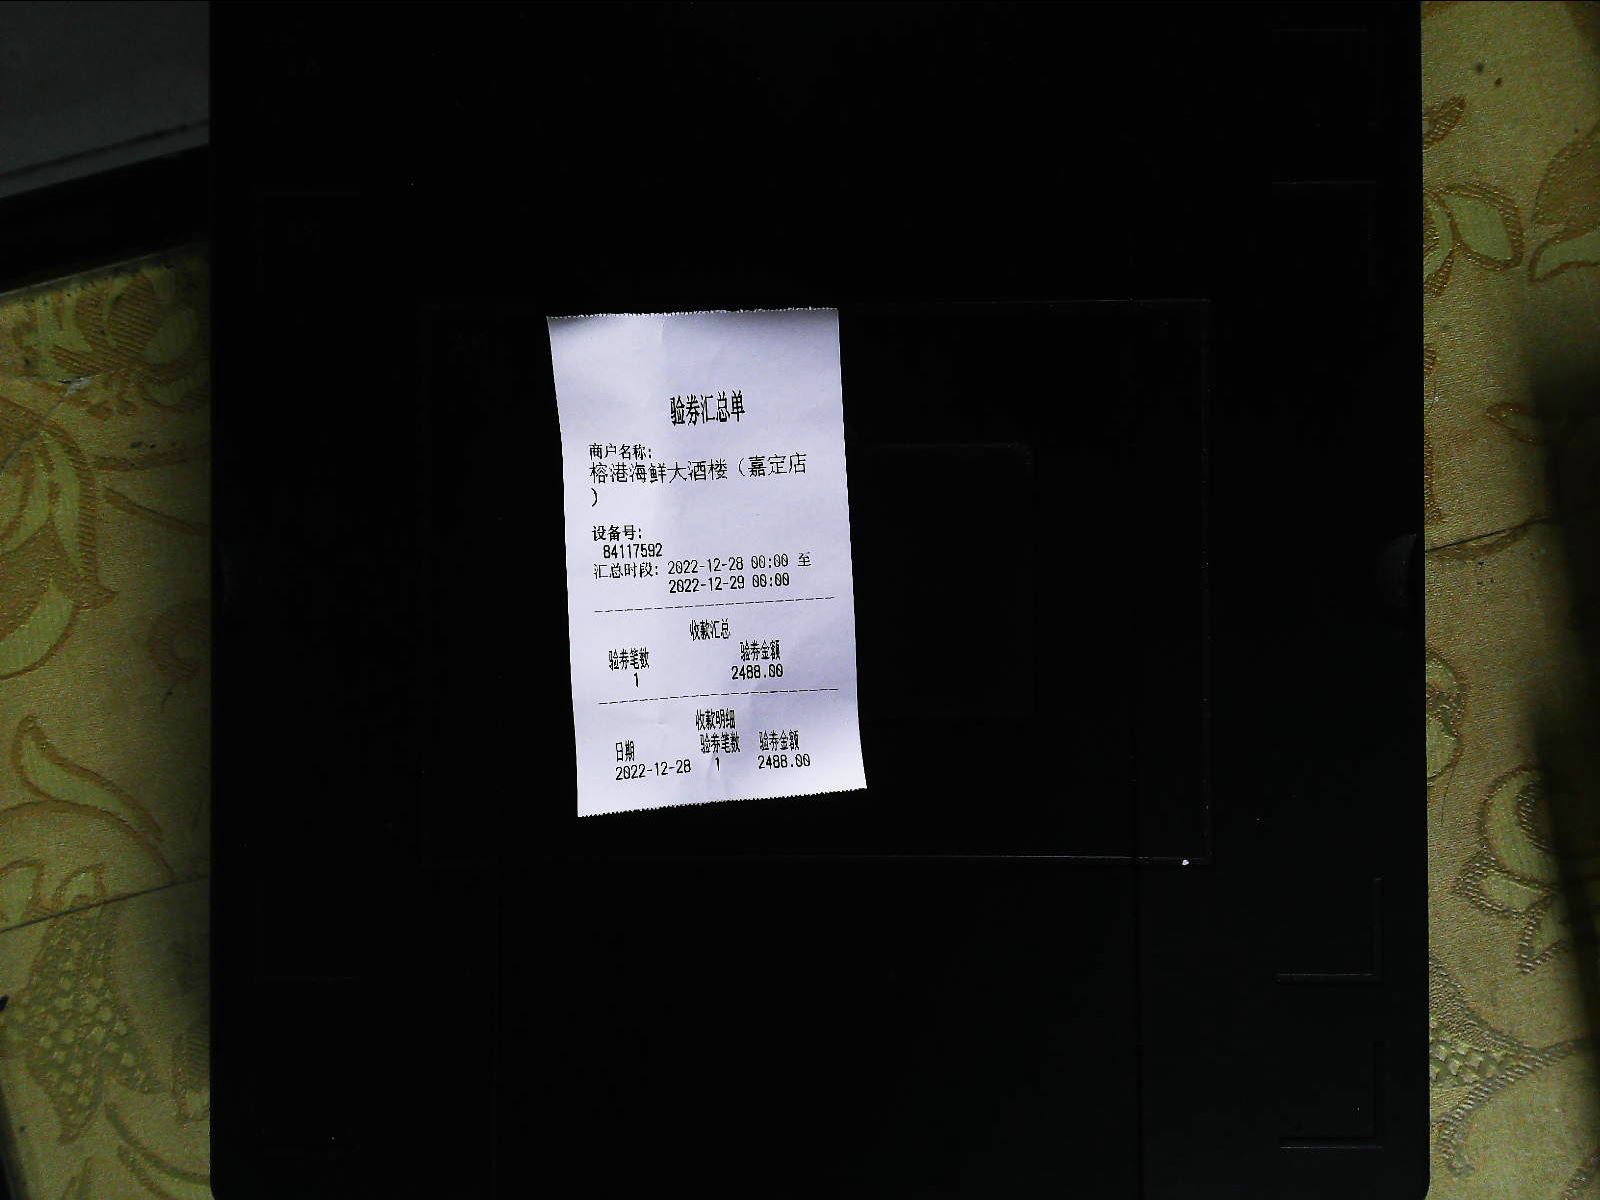 验券汇总单
商户名称:
榕港海鲜大酒楼（嘉定店
）
设备号:
84117592
汇总时段: 2022-12-28 00:00 至
2022-12-29 00:00
收款汇总
验券笔数 验券金额
1 2488.00
收款明细
日期 验券笔数 验券金额
2022-12-28 1 2488.00